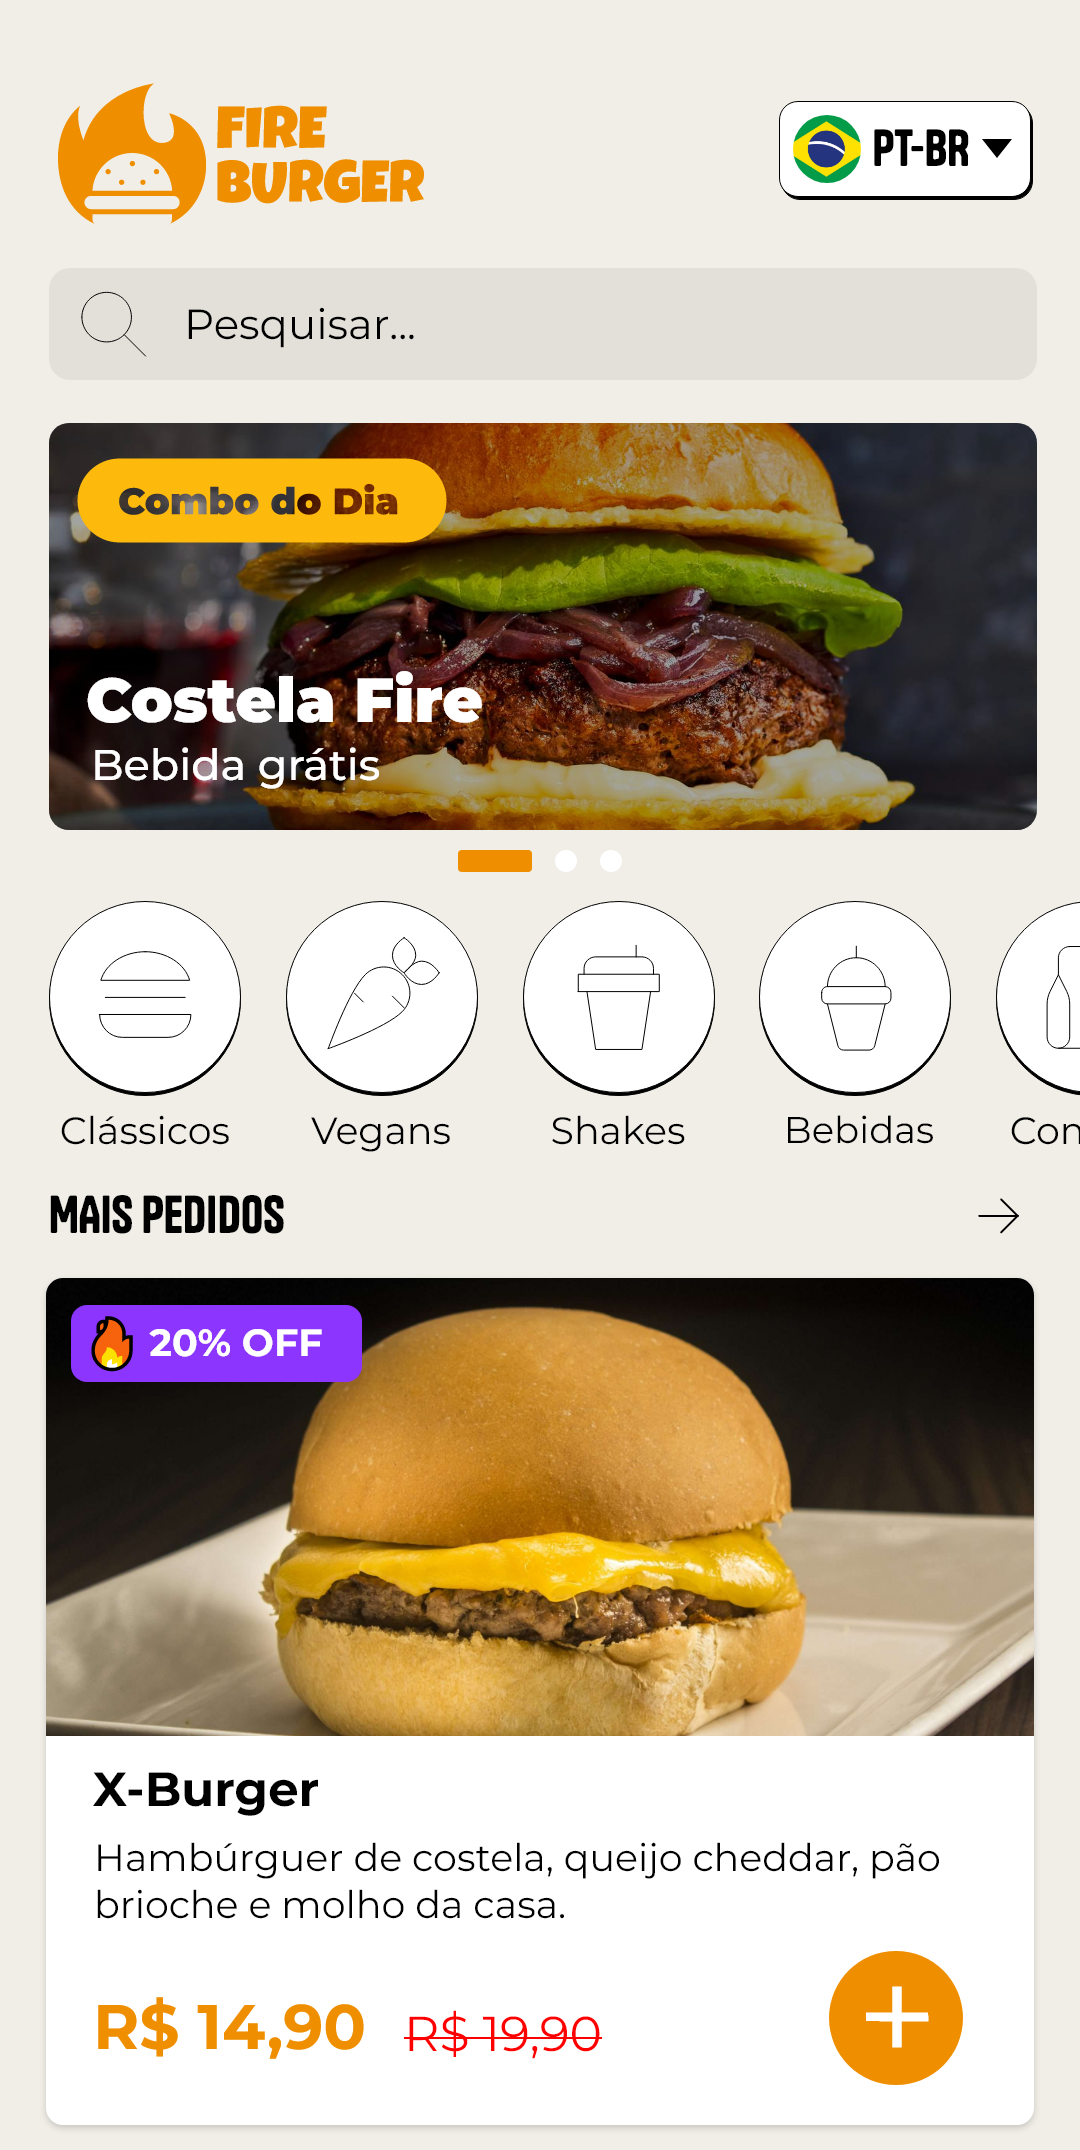 FIRE
BURGER
PT-BR
Pesquisar...
Combo do Dia
Costela Fire
Bebida grátis
Clássicos
Vegans
Shakes
Bebidas
MAIS PEDIDOS
20% OFF
X-Burger
Hambúrguer de costela, queijo cheddar, pão
brioche e molho da casa.
R$ 14,90 R$ 19,90